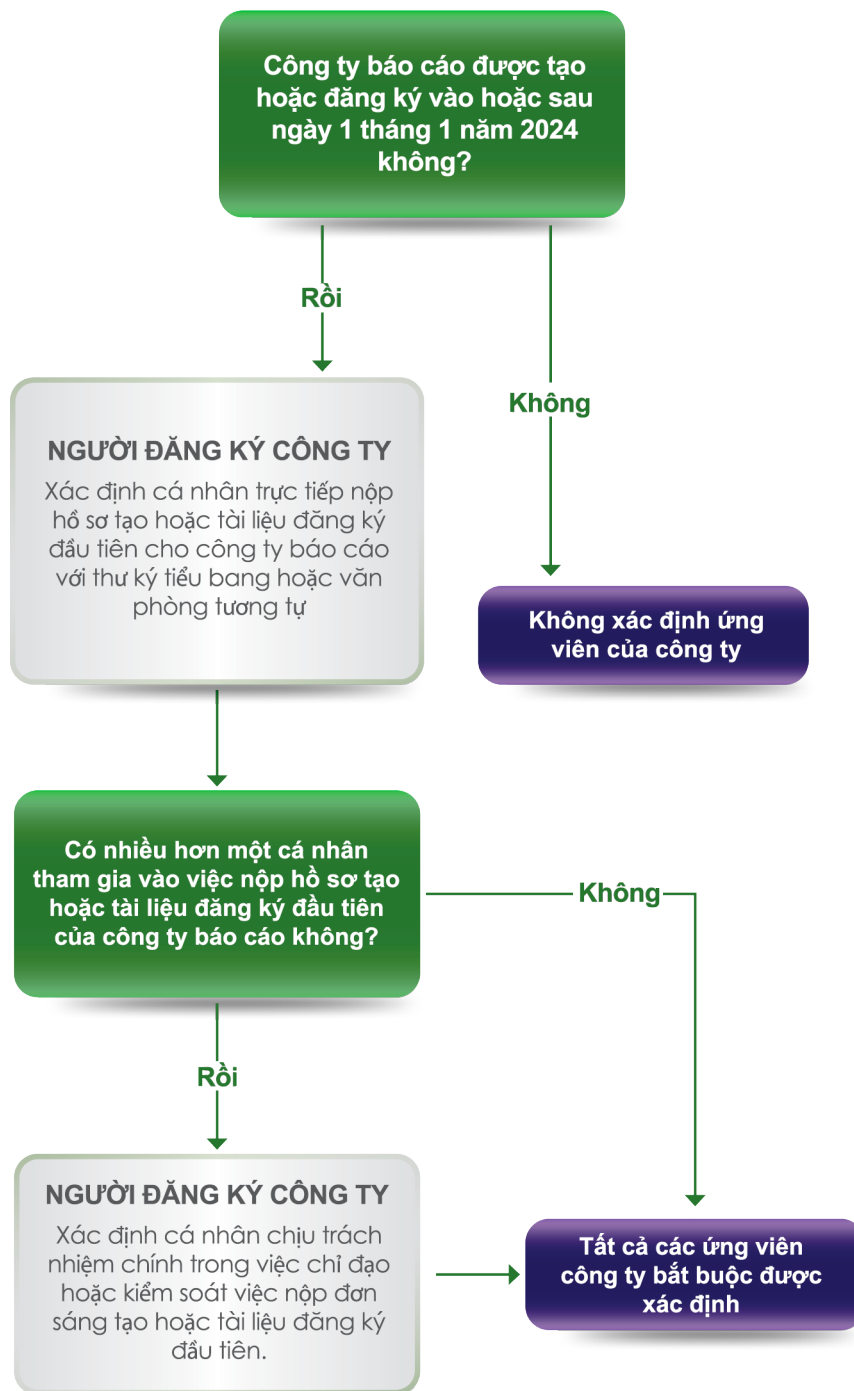 Công ty báo cáo được tạo
hoặc đăng ký vào hoặc sau
ngày 1 tháng 1 năm 2024
không?
Rồi
Không
NGƯỜI ĐĂNG KÝ CÔNG TY
Xác định cá nhân trực tiếp nộp
hồ sơ tạo hoặc tài liệu đăng ký
đầu tiên cho công ty báo cáo
với thư ký tiểu bang hoặc văn
phòng tương tự
Không xác định ứng
viên của công ty
Có nhiều hơn một cá nhân
tham gia vào việc nộp hồ sơ tạo
hoặc tài liệu đăng ký đầu tiên
của công ty báo cáo không?
Không
Rồi
NGƯỜI ĐĂNG KÝ CÔNG TY
Xác định cá nhân chịu trách
nhiệm chính trong việc chỉ đạo
hoặc kiểm soát việc nộp đơn
sáng tạo hoặc tài liệu đăng ký
đầu tiên.
Tất cả các ứng viên
công ty bắt buộc được
xác định